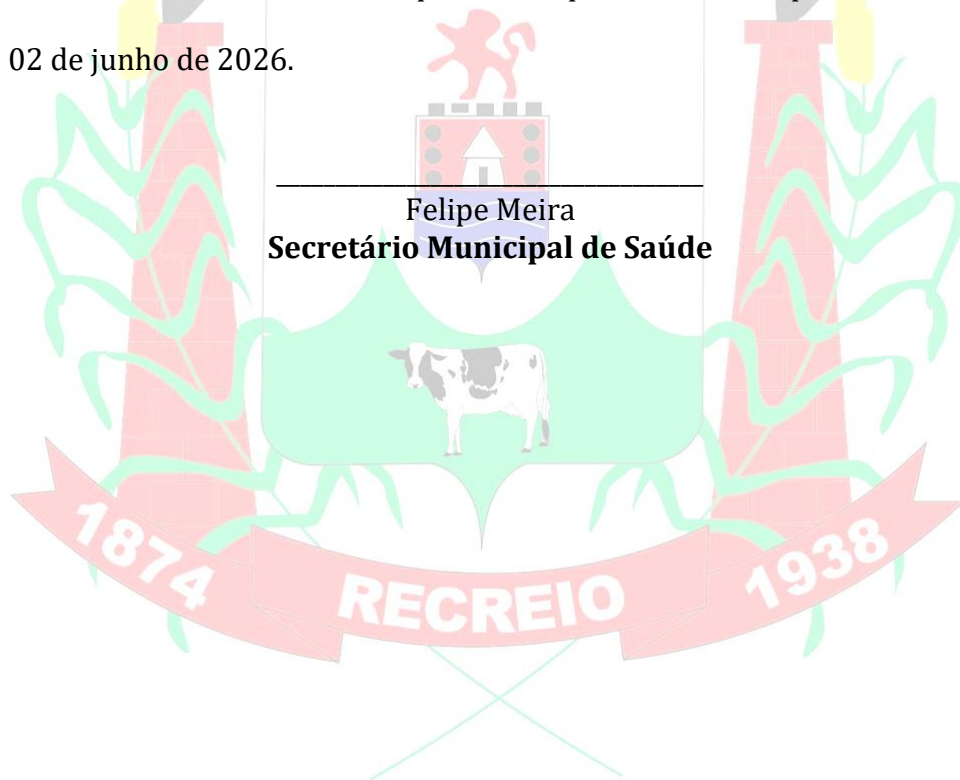 02 de junho de 2026.
Felipe Meira
Secretário Municipal de Saúde
1874
RECREIO
1938